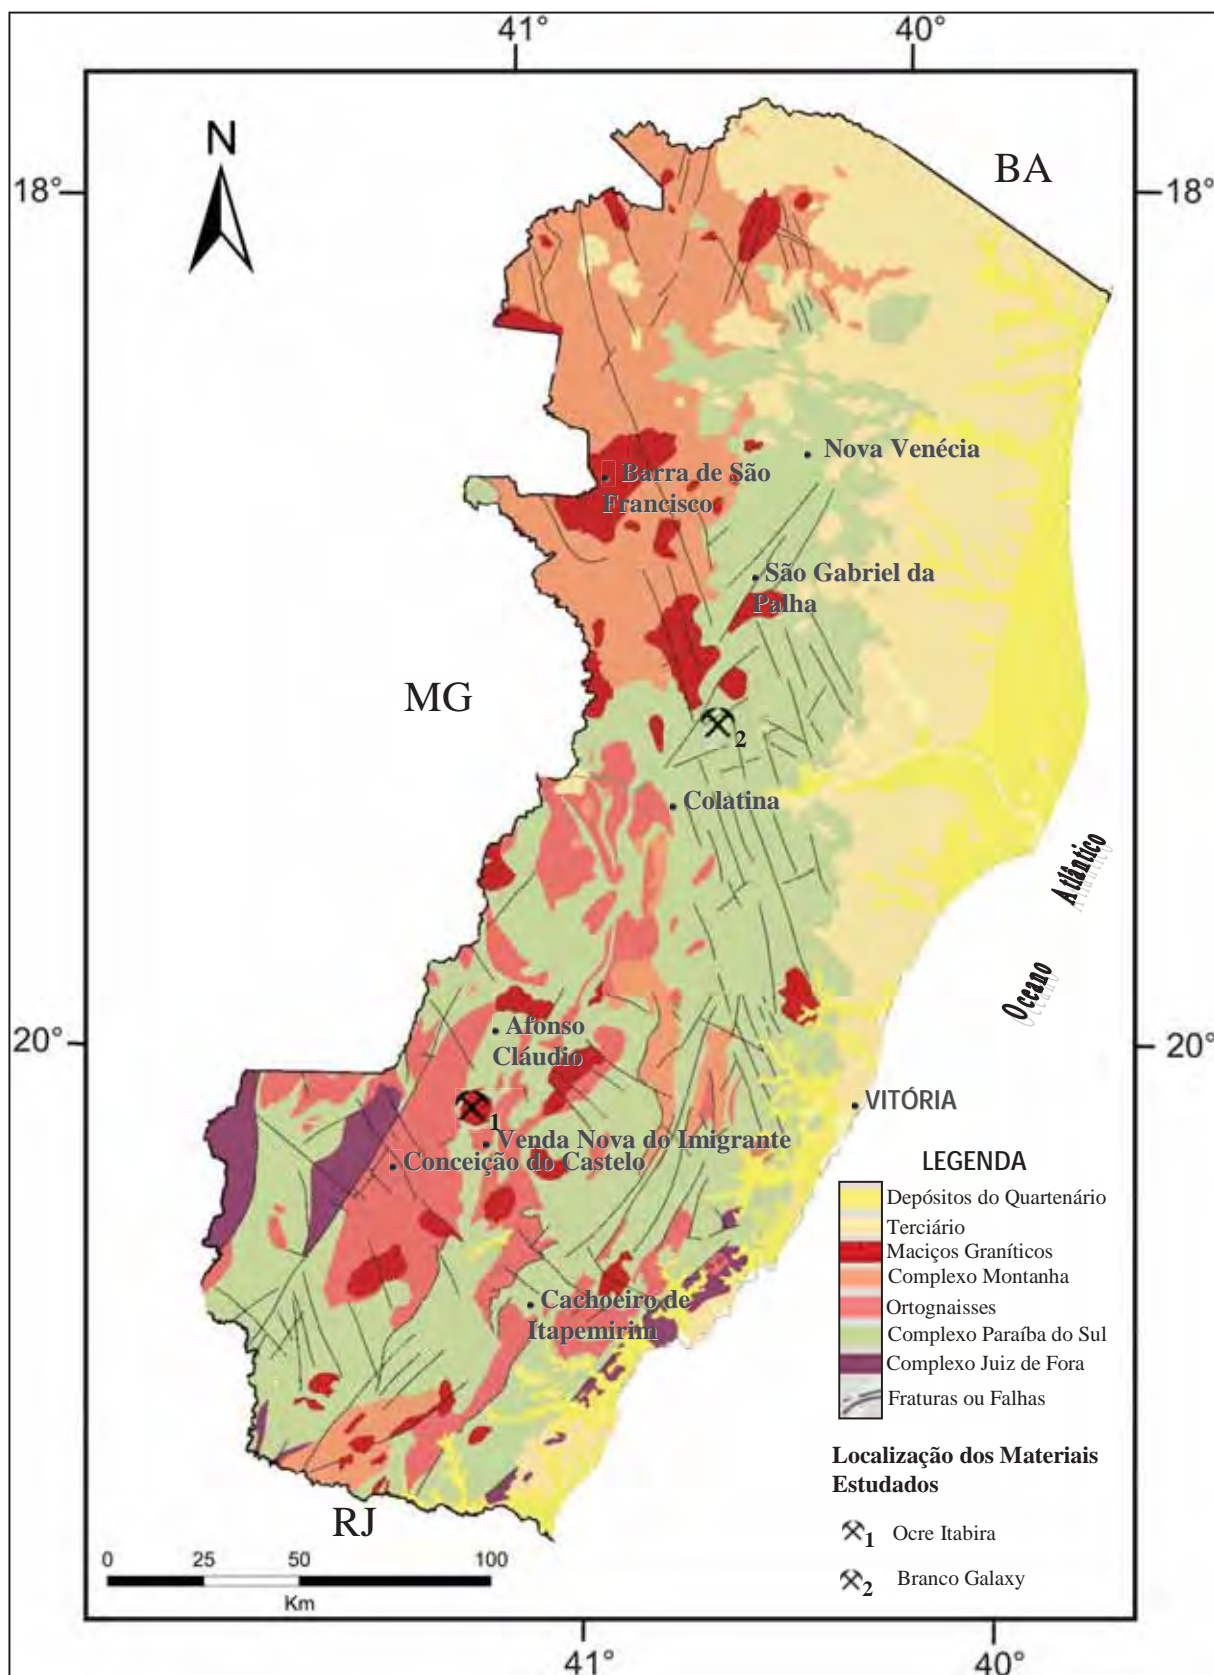 41°
40°
N
BA
18°
18°
Nova Venécia
Barra de São
Francisco
São Gabriel da
Palha
MG
2
Colatina
Atlântico
Oceano
Afonso
Cláudio
20°
20°
VITÓRIA
1
Venda Nova do Imigrante
Conceição do Castelo
LEGENDA
Depósitos do Quartenário
Terciário
Maciços Graníticos
Complexo Montanha
Ortognaisses
Complexo Paraíba do Sul
Complexo Juiz de Fora
Fraturas ou Falhas
Cachoeiro de
Itapemirim
Localização dos Materiais
Estudados
1 Ocre Itabira
2 Branco Galaxy
RJ
0 25 50 100
Km
41°
40°